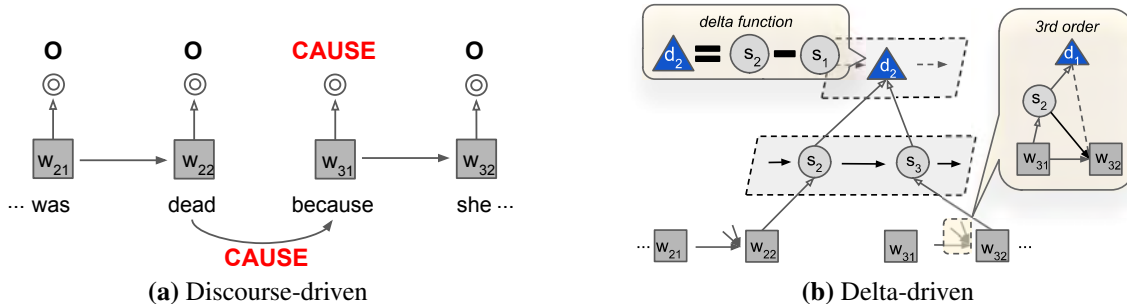 O O CAUSE O
w21 w22 w31 w32
... was dead because she ...
CAUSE
(a) Discourse-driven
delta function
d2 = s2 - s1
d2
s2 s3
... w21 w22 w31 w32 ...
3rd order
d1
s2
w31 w32
(b) Delta-driven